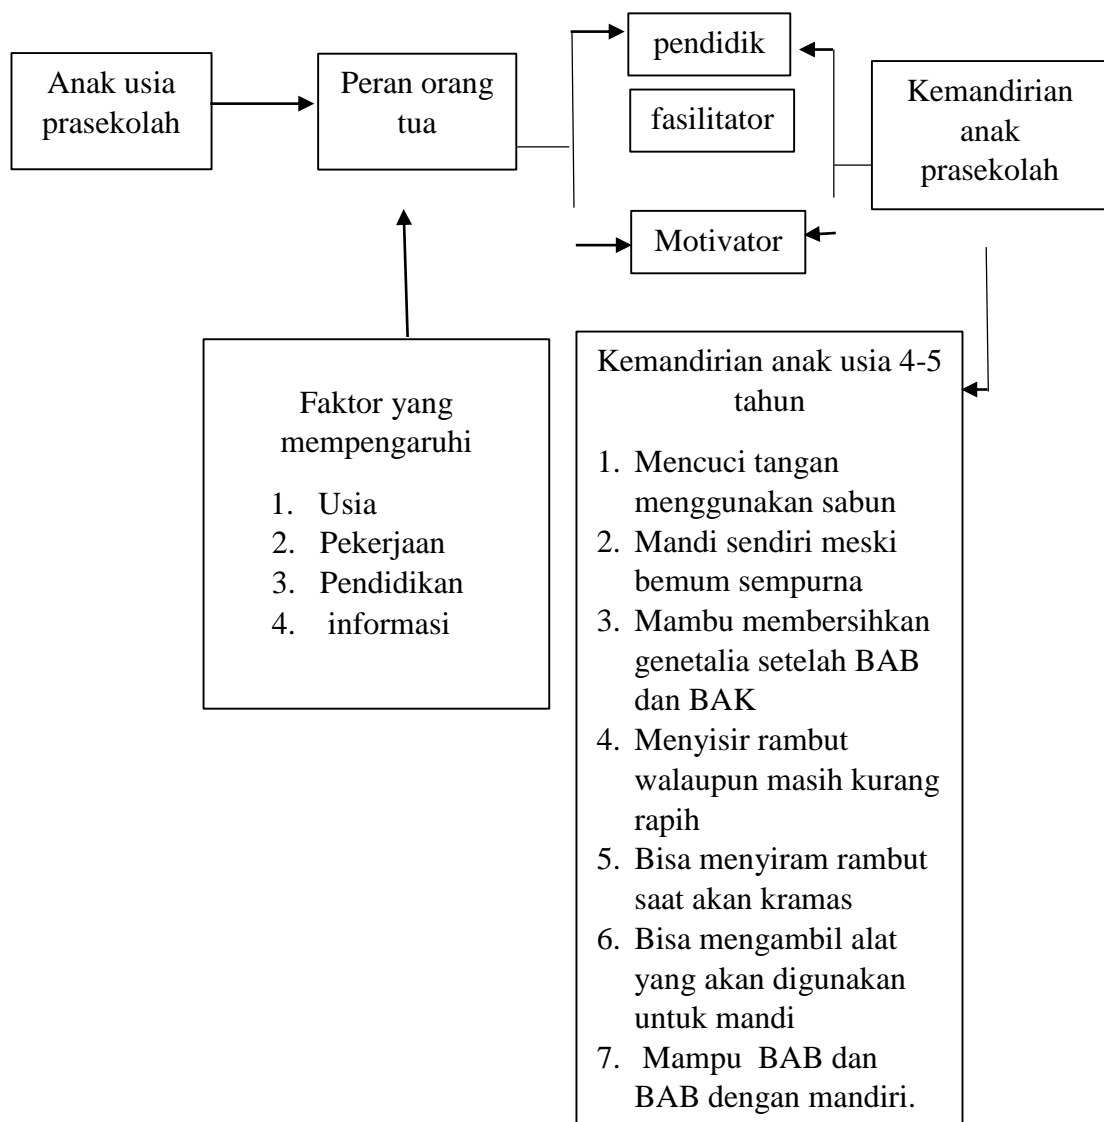 Anak usia
prasekolah
Peran orang
tua
pendidik
fasilitator
Motivator
Kemandirian
anak
prasekolah
Faktor yang
mempengaruhi
1. Usia
2. Pekerjaan
3. Pendidikan
4. informasi
Kemandirian anak usia 4-5
tahun
1. Mencuci tangan
menggunakan sabun
2. Mandi sendiri meski
bemum sempurna
3. Mambu membersihkan
genetalia setelah BAB
dan BAK
4. Menyisir rambut
walaupun masih kurang
rapih
5. Bisa menyiram rambut
saat akan kramas
6. Bisa mengambil alat
yang akan digunakan
untuk mandi
7. Mampu BAB dan
BAB dengan mandiri.